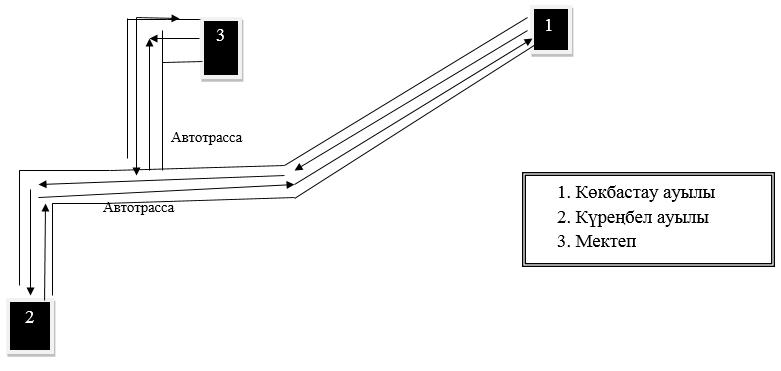 1
3
Автотрасса
Автотрасса
1. Көкбастау ауылы
2. Күреңбел ауылы
3. Мектеп
2